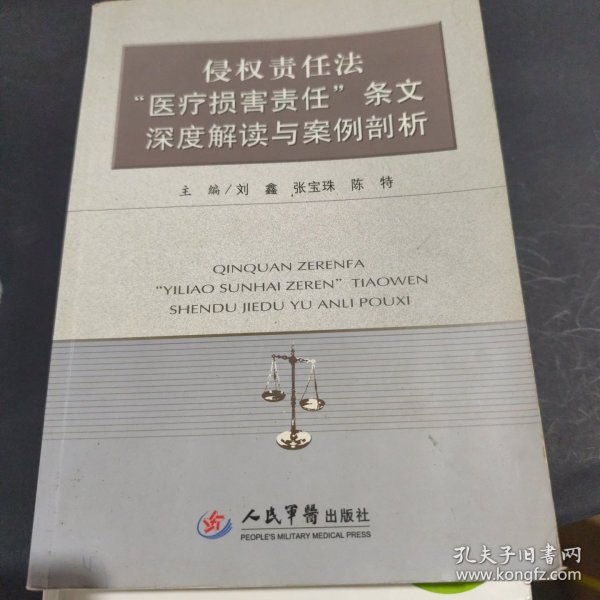 侵权责任法
“医疗损害责任”条文
深度解读与案例剖析
主 编/刘 鑫 张宝珠 陈 特
QINQUAN ZERENFA
“YILIAO SUNHAI ZEREN” TIAOWEN
SHENDU JIEDU YU ANLI POUXI
人民军醫出版社
PEOPLE'S MILITARY MEDICAL PRESS
孔夫子旧书网
www.kongfz.com